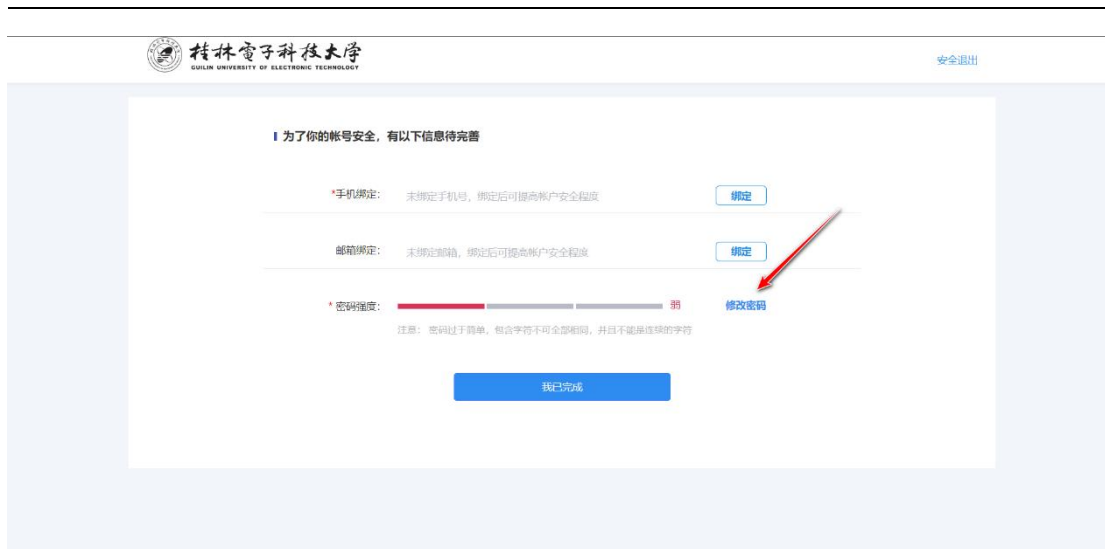 桂林電子科技大学
GUILIN UNIVERSITY OF ELECTRONIC TECHNOLOGY
安全退出
为了你的帐号安全，有以下信息待完善
*手机绑定： 未绑定手机号，绑定后可提高帐户安全程度 绑定
邮箱绑定： 未绑定邮箱，绑定后可提高帐户安全程度 绑定
* 密码强度： 弱 修改密码
注意： 密码过于简单，包含字符不可全部相同，并且不能是连续的字符
我已完成